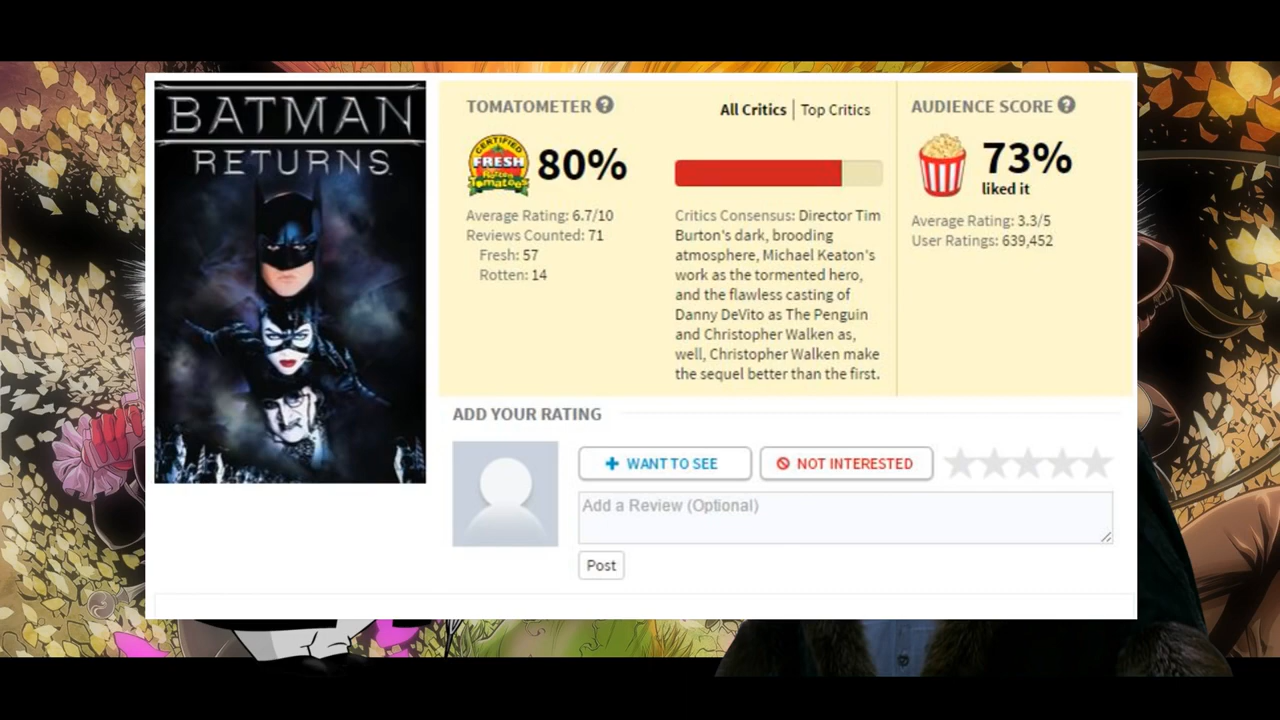 BATMAN
RETURNS
TOMATOMETER ?
All Critics | Top Critics
CERTIFIED
FRESH
Rotten
Tomatoes
80%
Average Rating: 6.7/10
Reviews Counted: 71
Fresh: 57
Rotten: 14
Critics Consensus: Director Tim
Burton's dark, brooding
atmosphere, Michael Keaton's
work as the tormented hero,
and the flawless casting of
Danny DeVito as The Penguin
and Christopher Walken as,
well, Christopher Walken make
the sequel better than the first.
AUDIENCE SCORE ?
73%
liked it
Average Rating: 3.3/5
User Ratings: 639,452
ADD YOUR RATING
+ WANT TO SEE
NOT INTERESTED
Add a Review (Optional)
Post